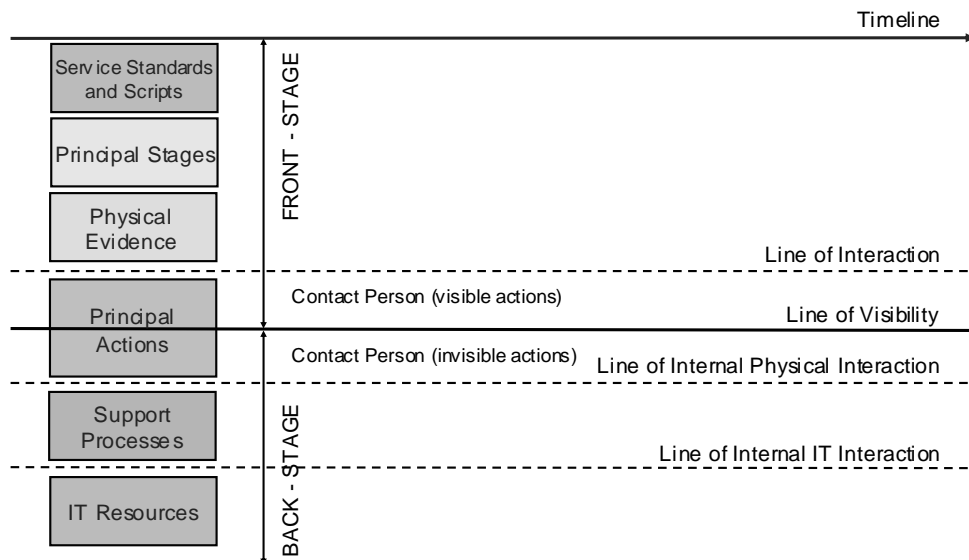 Timeline
Service Standards
and Scripts
Principal Stages
Physical
Evidence
FRONT - STAGE
Line of Interaction
Contact Person (visible actions)
Principal
Actions
Line of Visibility
Contact Person (invisible actions)
Line of Internal Physical Interaction
Support
Processes
BACK - STAGE
Line of Internal IT Interaction
IT Resources